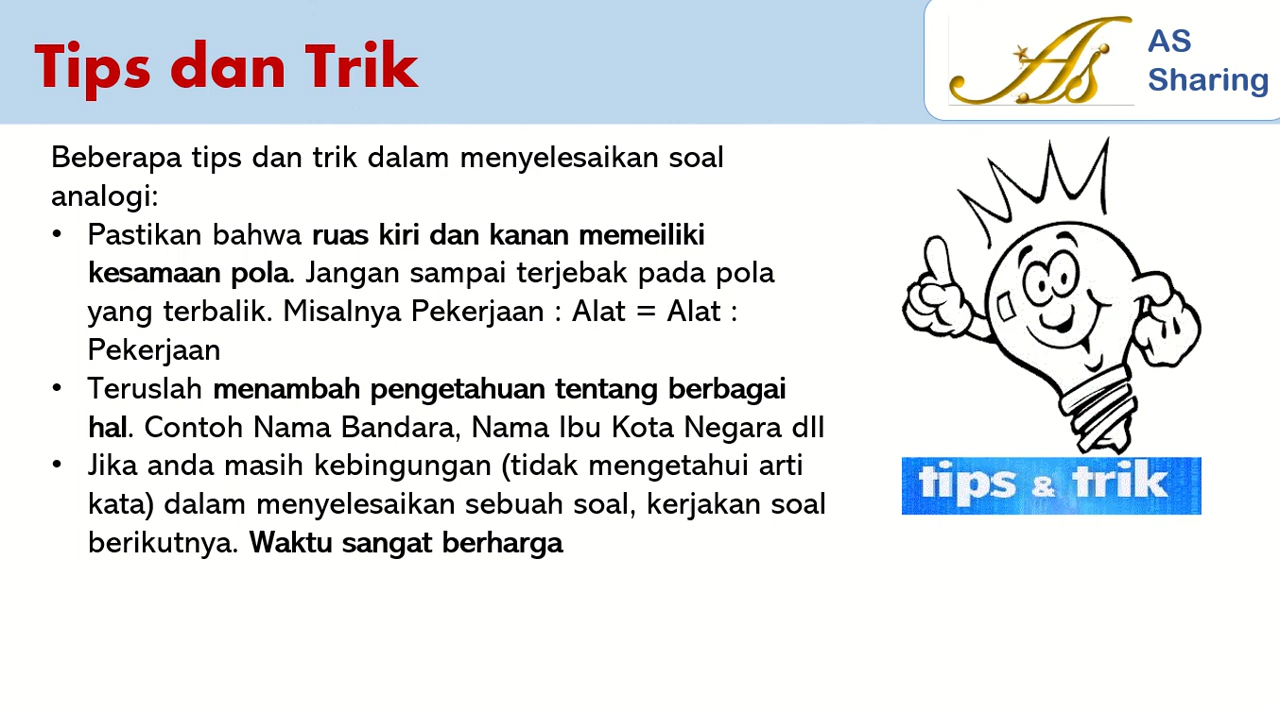 Tips dan Trik
As
AS
Sharing
Beberapa tips dan trik dalam menyelesaikan soal
analogi:
• Pastikan bahwa ruas kiri dan kanan memeiliki
kesamaan pola. Jangan sampai terjebak pada pola
yang terbalik. Misalnya Pekerjaan : Alat = Alat :
Pekerjaan
• Teruslah menambah pengetahuan tentang berbagai
hal. Contoh Nama Bandara, Nama Ibu Kota Negara dll
• Jika anda masih kebingungan (tidak mengetahui arti
kata) dalam menyelesaikan sebuah soal, kerjakan soal
berikutnya. Waktu sangat berharga
tips & trik